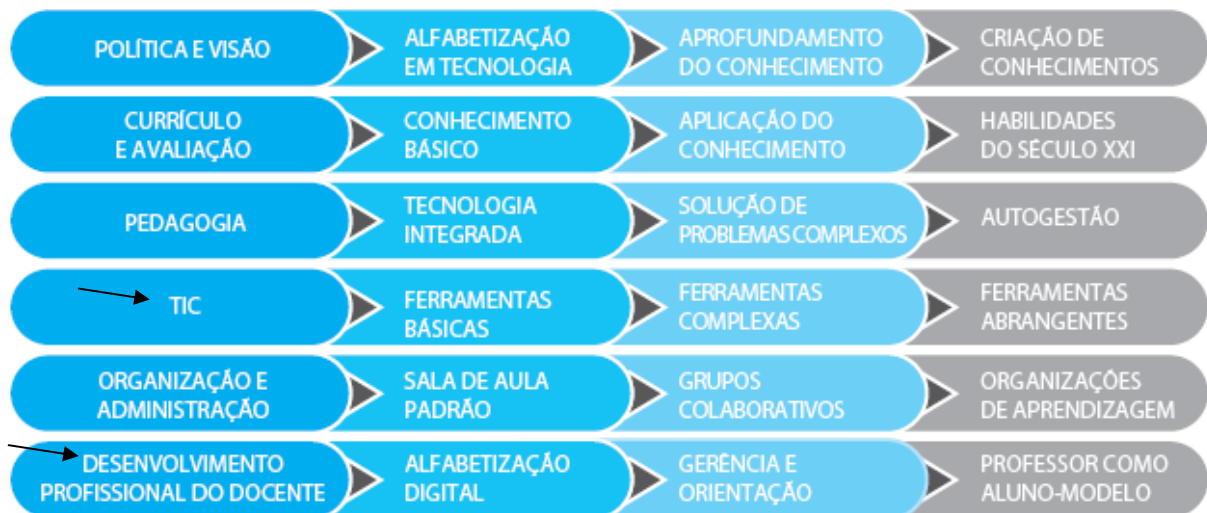 POLÍTICA E VISÃO
ALFABETIZAÇÃO
EM TECNOLOGIA
APROFUNDAMENTO
DO CONHECIMENTO
CRIAÇÃO DE
CONHECIMENTOS
CURRÍCULO
E AVALIAÇÃO
CONHECIMENTO
BÁSICO
APLICAÇÃO DO
CONHECIMENTO
HABILIDADES
DO SÉCULO XXI
PEDAGOGIA
TECNOLOGIA
INTEGRADA
SOLUÇÃO DE
PROBLEMAS COMPLEXOS
AUTOGESTÃO
TIC
FERRAMENTAS
BÁSICAS
FERRAMENTAS
COMPLEXAS
FERRAMENTAS
ABRANGENTES
ORGANIZAÇÃO E
ADMINISTRAÇÃO
SALA DE AULA
PADRÃO
GRUPOS
COLABORATIVOS
ORGANIZAÇÕES
DE APRENDIZAGEM
DESENVOLVIMENTO
PROFISSIONAL DO DOCENTE
ALFABETIZAÇÃO
DIGITAL
GERÊNCIA E
ORIENTAÇÃO
PROFESSOR COMO
ALUNO-MODELO